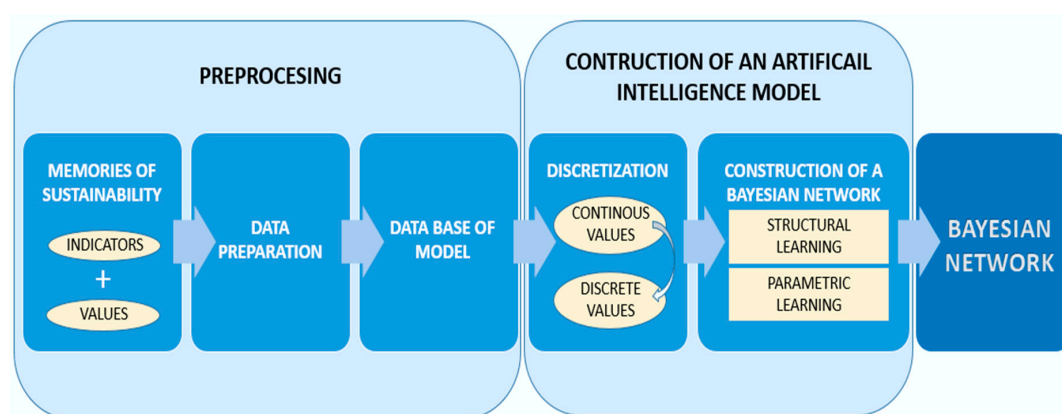 PREPROCESING
CONTRUCTION OF AN ARTIFICAIL
INTELLIGENCE MODEL
MEMORIES OF
SUSTAINABILITY
INDICATORS
+
VALUES
DATA
PREPARATION
DATA BASE OF
MODEL
DISCRETIZATION
CONTINOUS
VALUES
DISCRETE
VALUES
CONSTRUCTION OF A
BAYESIAN NETWORK
STRUCTURAL
LEARNING
PARAMETRIC
LEARNING
BAYESIAN
NETWORK